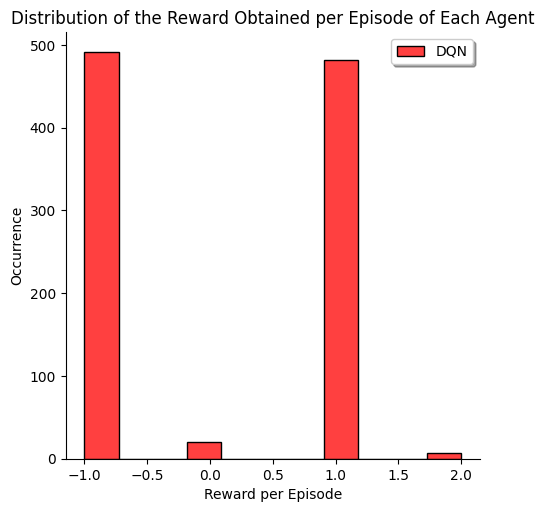 Distribution of the Reward Obtained per Episode of Each Agent
DQN
Occurrence
500
400
300
200
100
0
−1.0 −0.5 0.0 0.5 1.0 1.5 2.0
Reward per Episode